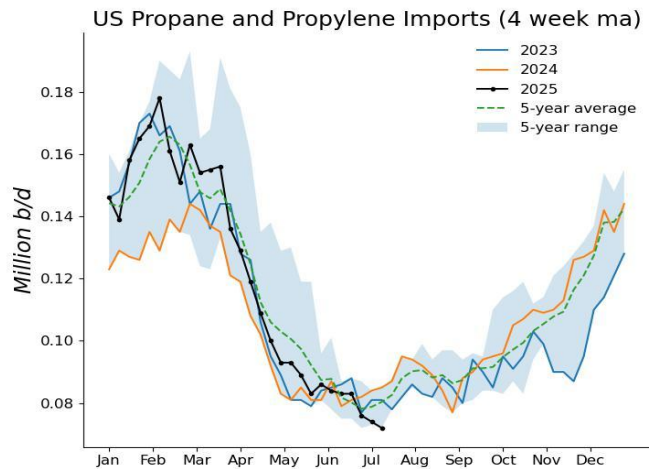 US Propane and Propylene Imports (4 week ma)
2023
2024
2025
5-year average
5-year range
Million b/d
0.18
0.16
0.14
0.12
0.10
0.08
Jan Feb Mar Apr May Jun Jul Aug Sep Oct Nov Dec